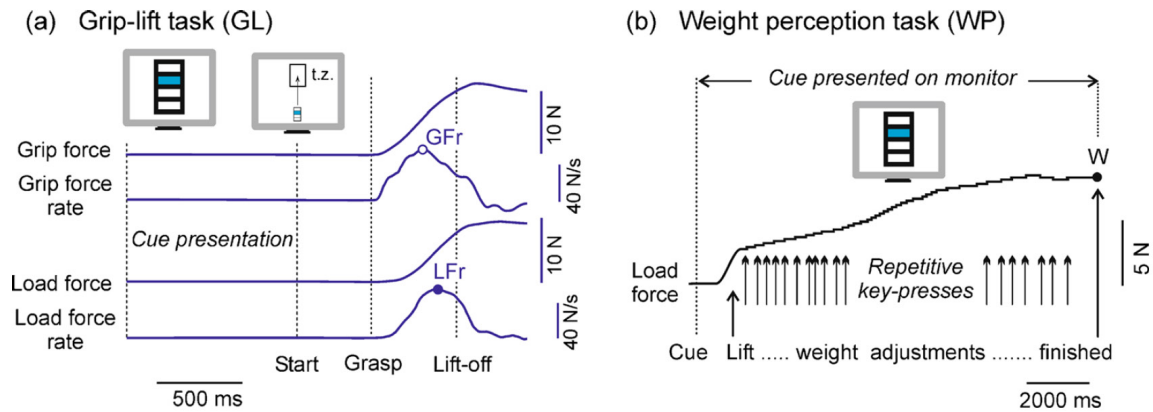 (a) Grip-lift task (GL)
t.z.
Grip force
GFr
10 N
Grip force
rate
40 N/s
Cue presentation
Load force
LFr
10 N
Load force
rate
40 N/s
Start
Grasp
Lift-off
500 ms
(b) Weight perception task (WP)
Cue presented on monitor
W
Load
force
Repetitive
key-presses
5 N
Cue
Lift ..... weight adjustments ....... finished
2000 ms